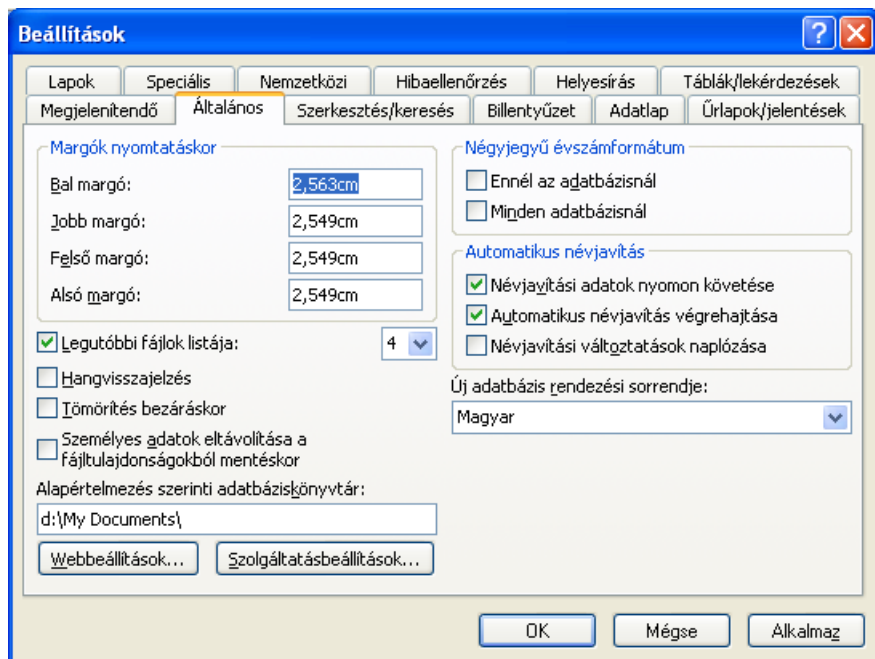 Beállítások
Lapok Speciális Nemzetközi Hibaellenőrzés Helyesírás Táblák/lekérdezések
Megjelenítendő Általános Szerkesztés/keresés Billentyűzet Adatlap Űrlapok/jelentések
Margók nyomtatáskor
Bal margó: 2,563cm
Jobb margó: 2,549cm
Felső margó: 2,549cm
Alsó margó: 2,549cm
Legutóbbi fájlok listája: 4
Hangvisszajelzés
Tömörítés bezáráskor
Személyes adatok eltávolítása a
fájltulajdonságokból mentéskor
Alapértelmezés szerinti adatbáziskönyvtár:
d:\My Documents\
Webbeállítások... Szolgáltatásbeállítások...
Négyjegyű évszámformátum
Ennél az adatbázisnál
Minden adatbázisnál
Automatikus névjavítás
Névjavítási adatok nyomon követése
Automatikus névjavítás végrehajtása
Névjavítási változtatások naplózása
Új adatbázis rendezési sorrendje:
Magyar
OK Mégse Alkalmaz